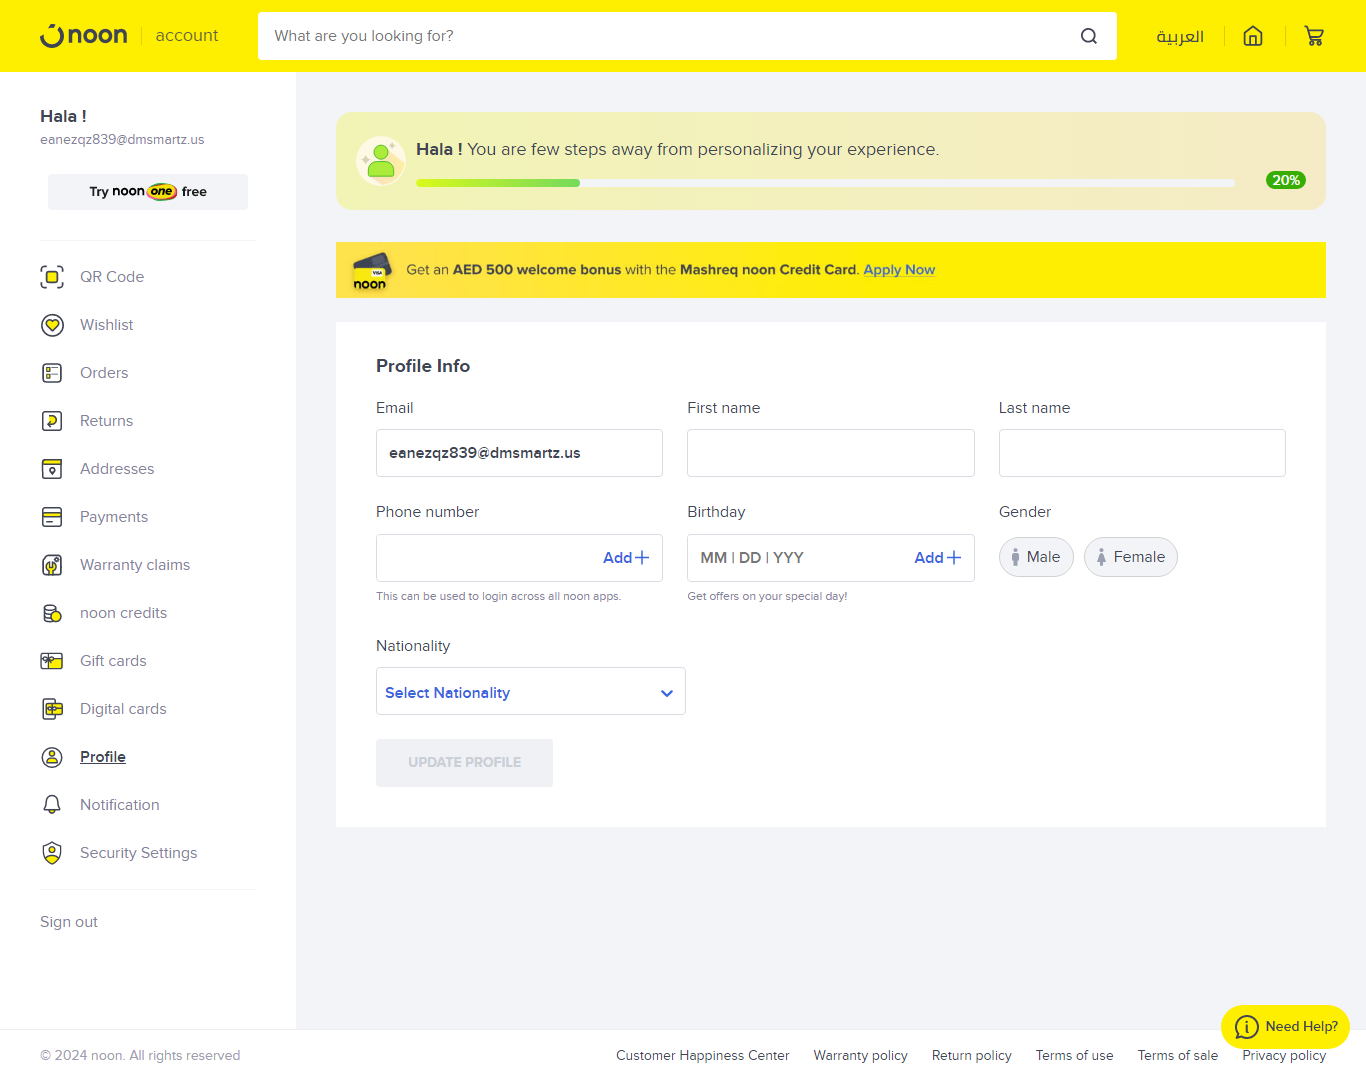 noon
account
What are you looking for?
العربية
Hala !
eanezqz839@dmsmartz.us
Try noon one free
QR Code
Wishlist
Orders
Returns
Addresses
Payments
Warranty claims
noon credits
Gift cards
Digital cards
Profile
Notification
Security Settings
Sign out
Hala ! You are few steps away from personalizing your experience.
20%
VISA
noon
Get an AED 500 welcome bonus with the Mashreq noon Credit Card. Apply Now
Profile Info
Email
First name
Last name
eanezqz839@dmsmartz.us
Phone number
Birthday
Gender
Add
MM | DD | YYY
Add
Male
Female
This can be used to login across all noon apps.
Get offers on your special day!
Nationality
Select Nationality
UPDATE PROFILE
Need Help?
© 2024 noon. All rights reserved
Customer Happiness Center
Warranty policy
Return policy
Terms of use
Terms of sale
Privacy policy